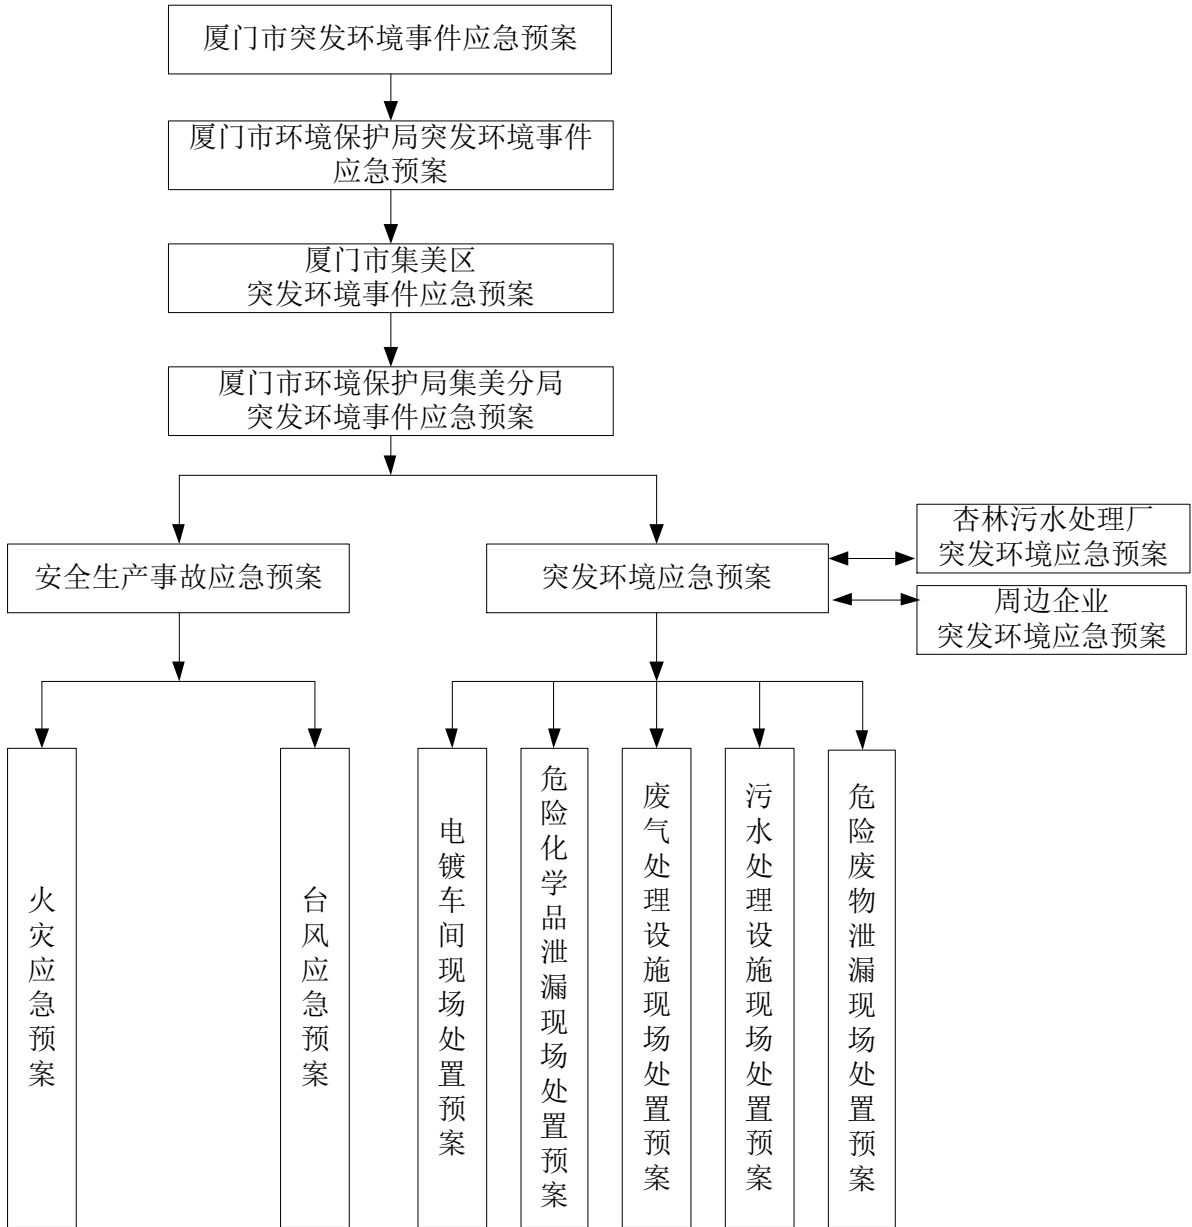 厦门市突发环境事件应急预案
厦门市环境保护局突发环境事件
应急预案
厦门市集美区
突发环境事件应急预案
厦门市环境保护局集美分局
突发环境事件应急预案
安全生产事故应急预案
突发环境应急预案
杏林污水处理厂
突发环境应急预案
周边企业
突发环境应急预案
火灾应急预案
台风应急预案
电镀车间现场处置预案
危险化学品泄漏现场处置预案
废气处理设施现场处置预案
污水处理设施现场处置预案
危险废物泄漏现场处置预案